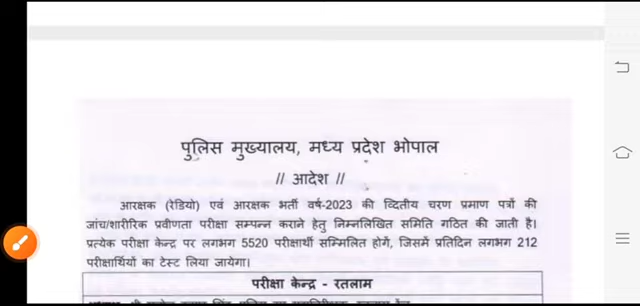 पुलिस मुख्यालय, मध्य प्रदेश भोपाल
// आदेश //
आरक्षक (रेडियो) एवं आरक्षक भर्ती वर्ष-2023 की व्दितीय चरण प्रमाण पत्रों की
जांच/शारीरिक प्रवीणता परीक्षा सम्पन्न कराने हेतु निम्नलिखित समिति गठित की जाती है।
प्रत्येक परीक्षा केन्द्र पर लगभग 5520 परीक्षार्थी सम्मिलित होगें, जिसमें प्रतिदिन लगभग 212
परीक्षार्थियों का टेस्ट लिया जायेगा।
परीक्षा केन्द्र - रतलाम